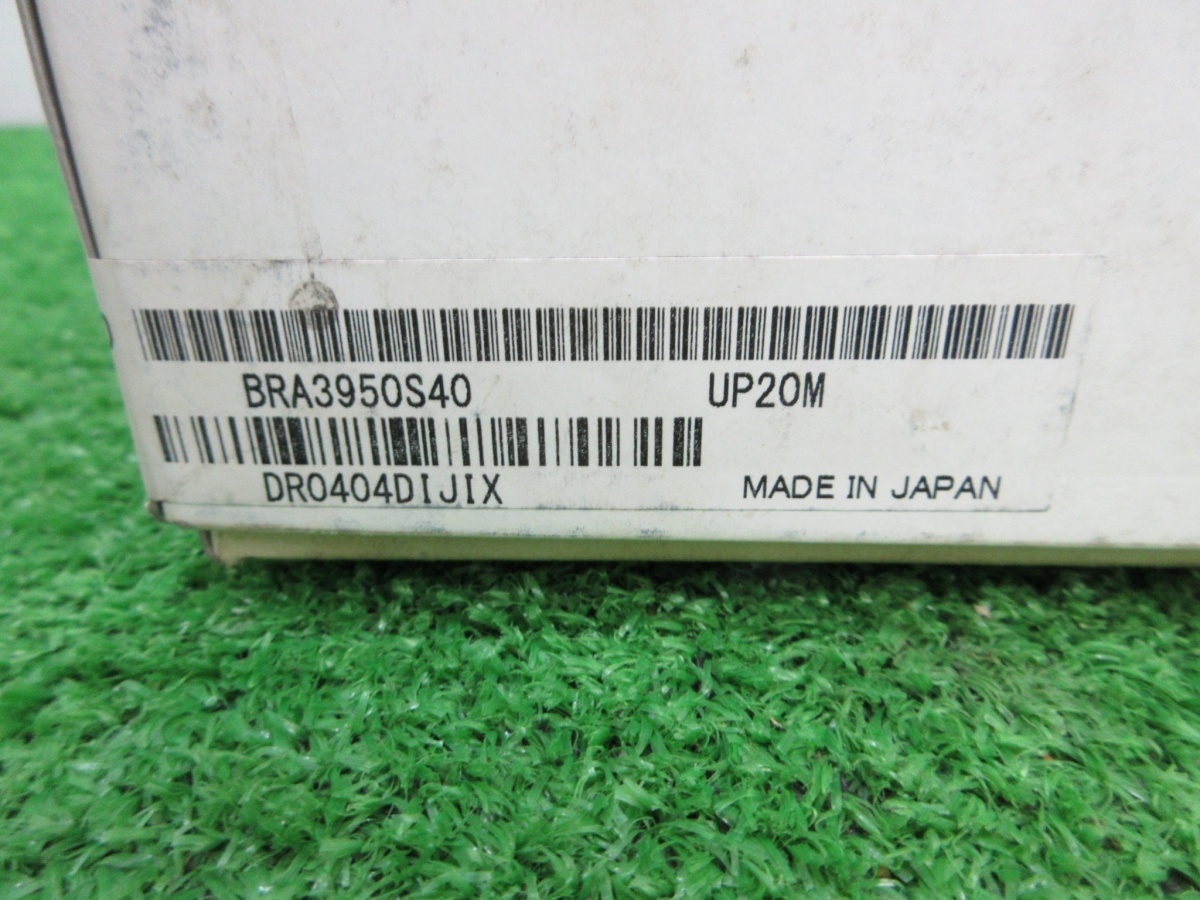 BRA3950S40 UP20M
DR0404DIJIX MADE IN JAPAN